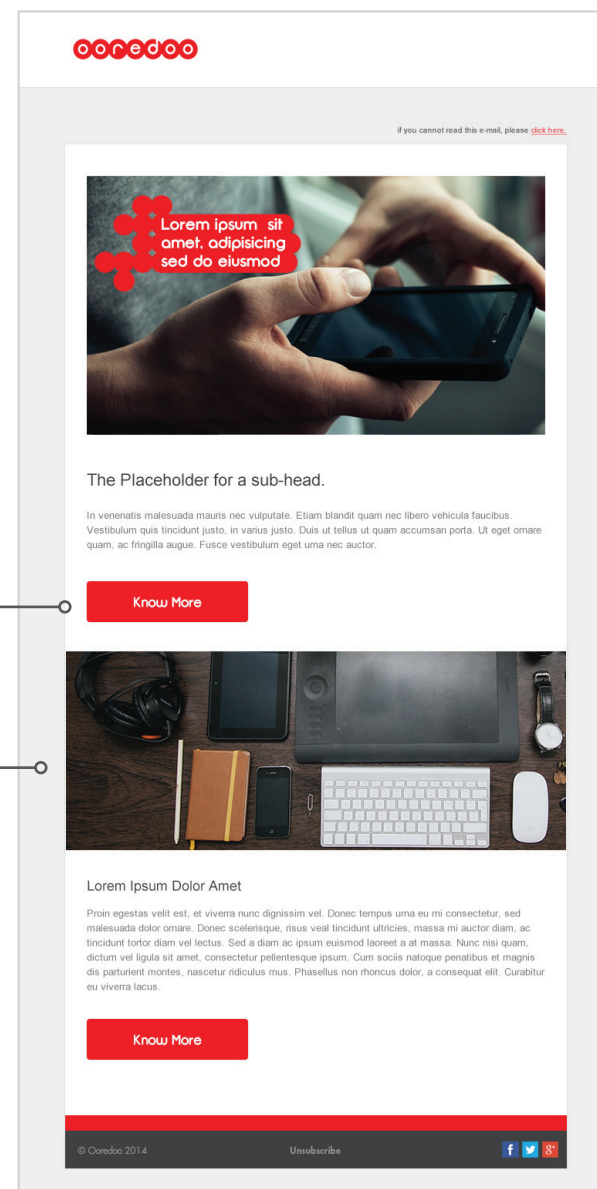 ooredoo
if you cannot read this e-mail, please click here.
Lorem ipsum sit
amet, adipisicing
sed do eiusmod
The Placeholder for a sub-head.
In venenatis malesuada mauris nec vulputate. Etiam blandit quam nec libero vehicula faucibus.
Vestibulum quis tincidunt justo, in varius justo. Duis ut tellus ut quam accumsan porta. Ut eget ornare
quam, ac fringilla augue. Fusce vestibulum eget urna nec auctor.
Know More
Lorem Ipsum Dolor Amet
Proin egestas velit est, et viverra nunc dignissim vel. Donec tempus urna eu mi consectetur, sed
malesuada dolor ornare. Donec scelerisque, risus veal tincidunt ultricies, massa mi auctor diam, ac
tincidunt tortor diam vel lectus. Sed a diam ac ipsum euismod laoreet a at massa. Nunc nisi quam,
dictum vel ligula sit amet, consectetur pellentesque ipsum. Cum sociis natoque penatibus et magnis
dis parturient montes, nascetur ridiculus mus. Phasellus non rhoncus dolor, a consequat elit. Curabitur
eu viverra lacus.
Know More
© Ooredoo 2014 Unsubscribe f g+